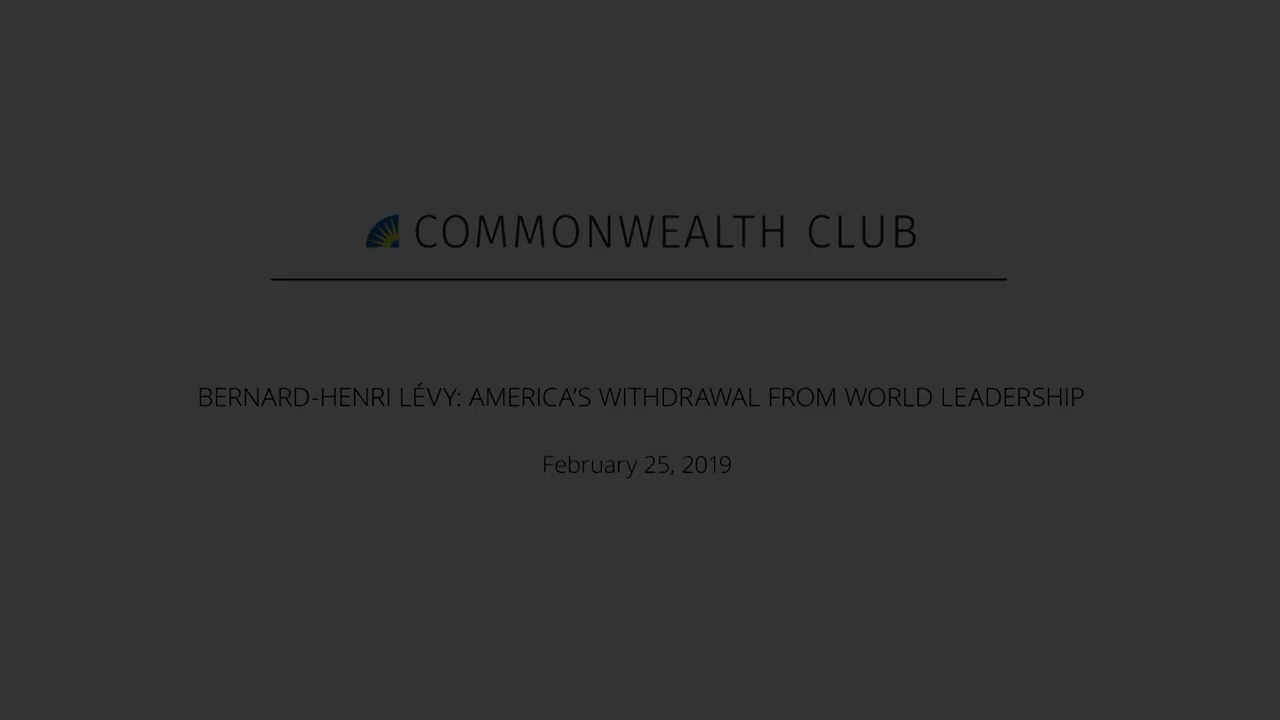 COMMONWEALTH CLUB
BERNARD-HENRI LÉVY: AMERICA’S WITHDRAWAL FROM WORLD LEADERSHIP
February 25, 2019